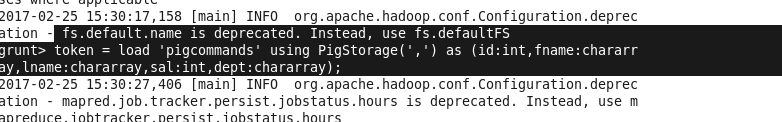 ses where applicable
2017-02-25 15:30:17,158 [main] INFO  org.apache.hadoop.conf.Configuration.deprec
ation - fs.default.name is deprecated. Instead, use fs.defaultFS
grunt> token = load 'pigcommands' using PigStorage(',') as (id:int,fname:chararr
ay,lname:chararray,sal:int,dept:chararray);
2017-02-25 15:30:27,406 [main] INFO  org.apache.hadoop.conf.Configuration.deprec
ation - mapred.job.tracker.persist.jobstatus.hours is deprecated. Instead, use m
apreduce.jobtracker.persist.jobstatus.hours